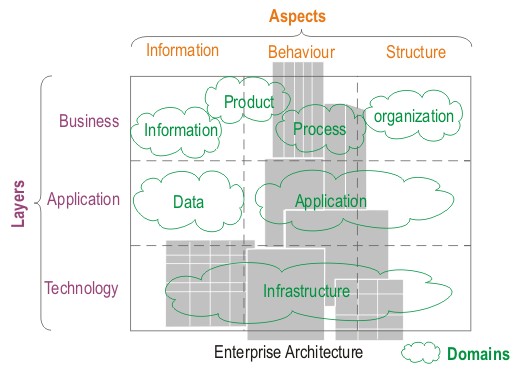 Aspects
Information Behaviour Structure
Layers
Business
Product
Information
Process
organization
Application
Data
Application
Technology
Infrastructure
Enterprise Architecture
Domains